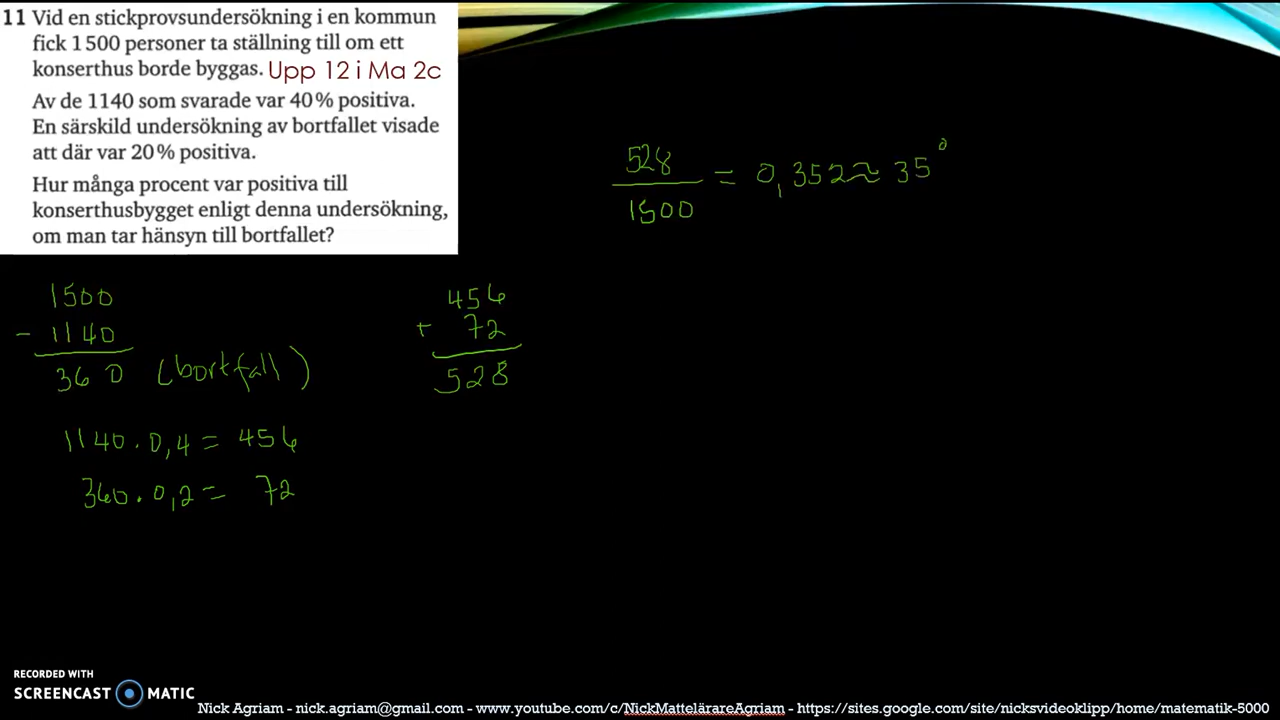 11 Vid en stickprovsundersökning i en kommun
fick 1 500 personer ta ställning till om ett
konserthus borde byggas. Upp 12 i Ma 2c
Av de 1140 som svarade var 40 % positiva.
En särskild undersökning av bortfallet visade
att där var 20 % positiva.
Hur många procent var positiva till
konserthusbygget enligt denna undersökning,
om man tar hänsyn till bortfallet?
528
1500
= 0,352 ≈ 35°
1500
- 1140
360 (bortfall)
1140 · 0,4 = 456
360 · 0,2 = 72
456
+ 72
528
RECORDED WITH
SCREENCAST MATIC
Nick Agriam - nick.agriam@gmail.com - www.youtube.com/c/NickMattelärareAgriam - https://sites.google.com/site/nicksvideoklipp/home/matematik-5000